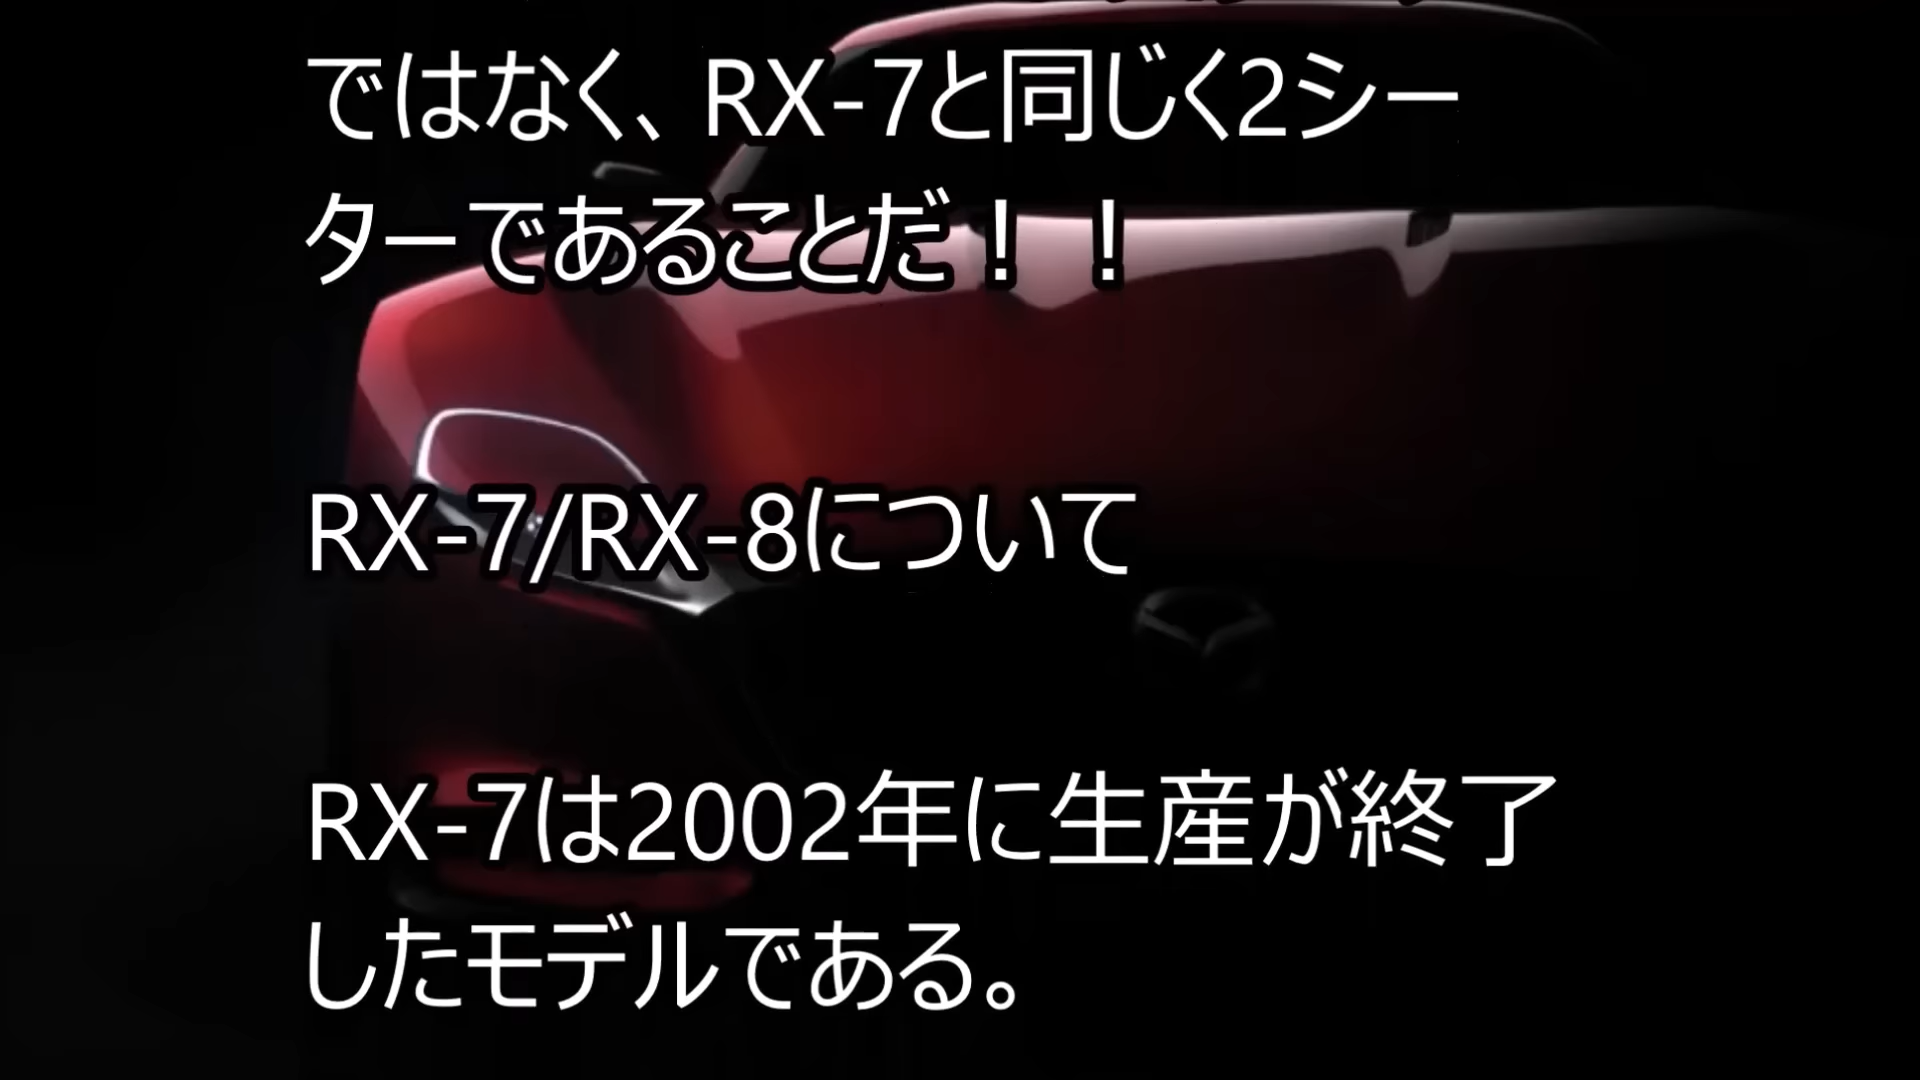 ではなく、RX-7と同じく2シー
ターであることだ！！
RX-7/RX-8について
RX-7は2002年に生産が終了
したモデルである。